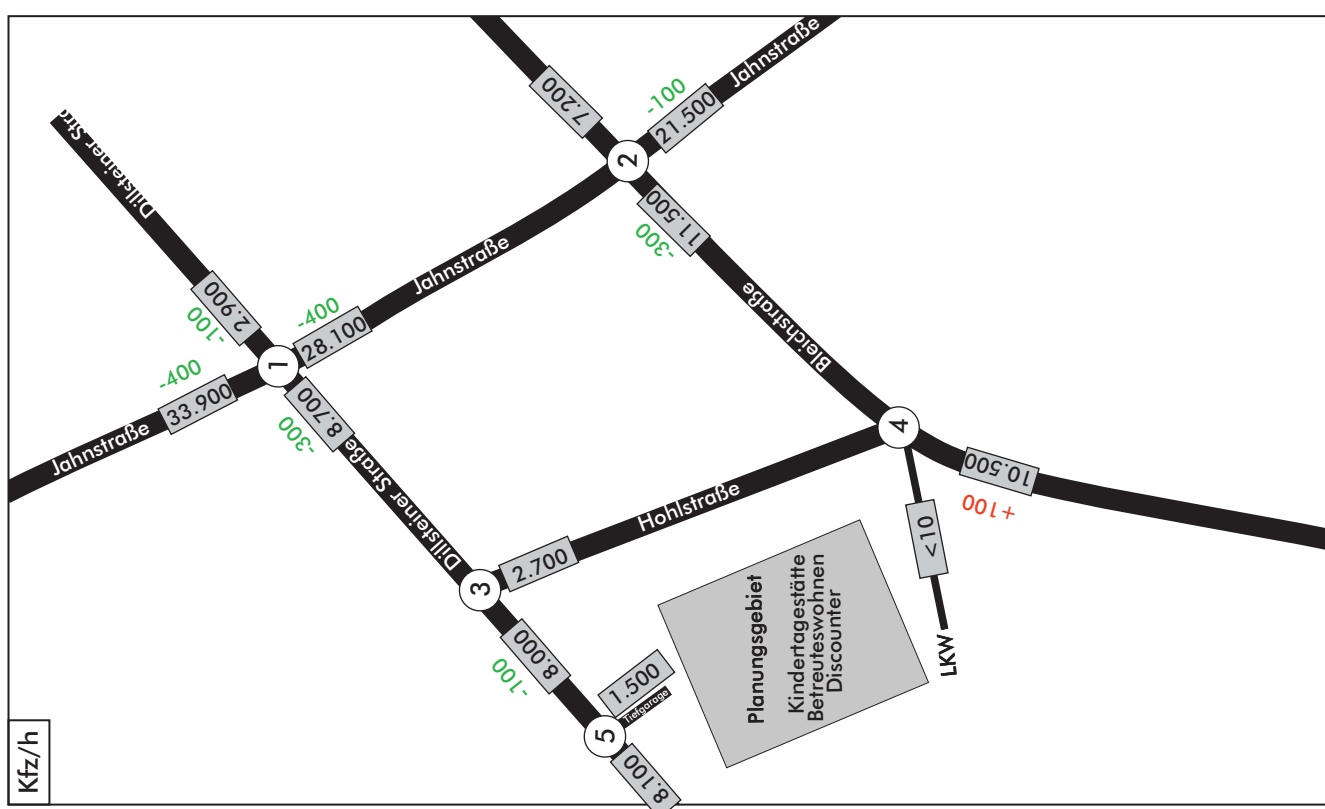 7.200
Jahnstraße
-100
21.500
2
Dillsteiner Stra
11.500
-300
Jahnstraße
2.900
-100
-400
28.100
1
-400
33.900
Bleichstraße
8.700
-300
Jahnstraße
Dillsteiner Straße
4
10.500
+100
Hohlstraße
<10
LKW
3
2.700
8.000
-100
1.500
Tiefgarage
5
8.100
Planungsgebiet
Kindertagestätte
Betreuteswohnen
Discounter
Kfz/h